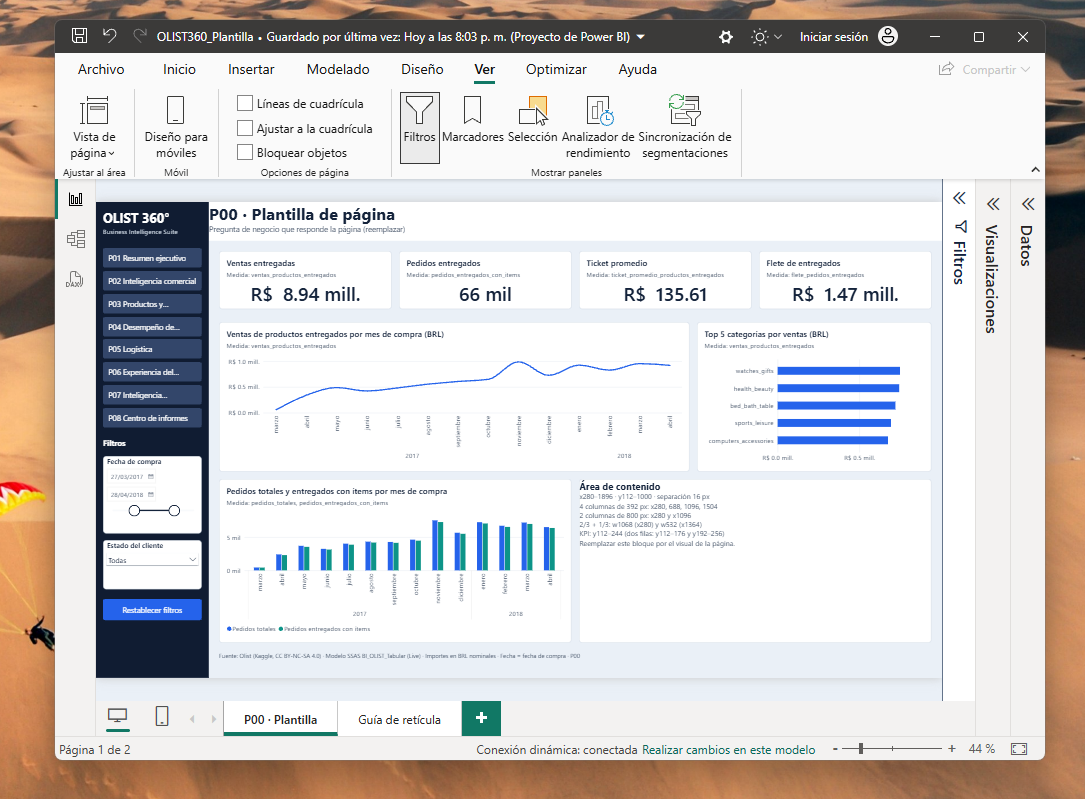 OLIST360_Plantilla • Guardado por última vez: Hoy a las 8:03 p. m. (Proyecto de Power BI)
Iniciar sesión
Archivo
Inicio
Insertar
Modelado
Diseño
Ver
Optimizar
Ayuda
Compartir
Vista de
página
Ajustar al área
Diseño para
móviles
Móvil
Líneas de cuadrícula
Ajustar a la cuadrícula
Bloquear objetos
Opciones de página
Filtros
Marcadores
Selección
Analizador de
rendimiento
Sincronización de
segmentaciones
Mostrar paneles
DAX
OLIST 360°
Business Intelligence Suite
P01 Resumen ejecutivo
P02 Inteligencia comercial
P03 Productos y...
P04 Desempeño de...
P05 Logística
P06 Experiencia del...
P07 Inteligencia...
P08 Centro de informes
Filtros
Fecha de compra
27/03/2017
28/04/2018
Estado del cliente
Todas
Restablecer filtros
P00 · Plantilla de página
Pregunta de negocio que responde la página (reemplazar)
Ventas entregadas
Medida: ventas_productos_entregados
R$ 8.94 mill.
Pedidos entregados
Medida: pedidos_entregados_con_items
66 mil
Ticket promedio
Medida: ticket_promedio_productos_entregados
R$ 135.61
Flete de entregados
Medida: flete_pedidos_entregados
R$ 1.47 mill.
Ventas de productos entregados por mes de compra (BRL)
Medida: ventas_productos_entregados
R$ 1.0 mill.
R$ 0.5 mill.
R$ 0.0 mill.
marzo
abril
mayo
junio
julio
agosto
septiembre
octubre
noviembre
diciembre
enero
febrero
marzo
abril
2017
2018
Top 5 categorías por ventas (BRL)
Medida: ventas_productos_entregados
watches_gifts
health_beauty
bed_bath_table
sports_leisure
computers_accessories
R$ 0.0 mill.
R$ 0.5 mill.
Pedidos totales y entregados con items por mes de compra
Medida: pedidos_totales, pedidos_entregados_con_items
5 mil
0 mil
marzo
abril
mayo
junio
julio
agosto
septiembre
octubre
noviembre
diciembre
enero
febrero
marzo
abril
2017
2018
Pedidos totales
Pedidos entregados con items
Área de contenido
x280-1896 · y112-1000 · separación 16 px
4 columnas de 392 px: x280, 688, 1096, 1504
2 columnas de 800 px: x280 y x1096
2/3 + 1/3: w1068 (x280) y w532 (x1364)
KPI: y112-244 (dos filas: y112-176 y y192-256)
Reemplazar este bloque por el visual de la página.
Fuente: Olist (Kaggle, CC BY-NC-SA 4.0) · Modelo SSAS BI_OLIST_Tabular (Live) · Importes en BRL nominales · Fecha = fecha de compra · P00
Filtros
Visualizaciones
Datos
P00 · Plantilla
Guía de retícula
+
Página 1 de 2
Conexión dinámica: conectada
Realizar cambios en este modelo
- + 44 %